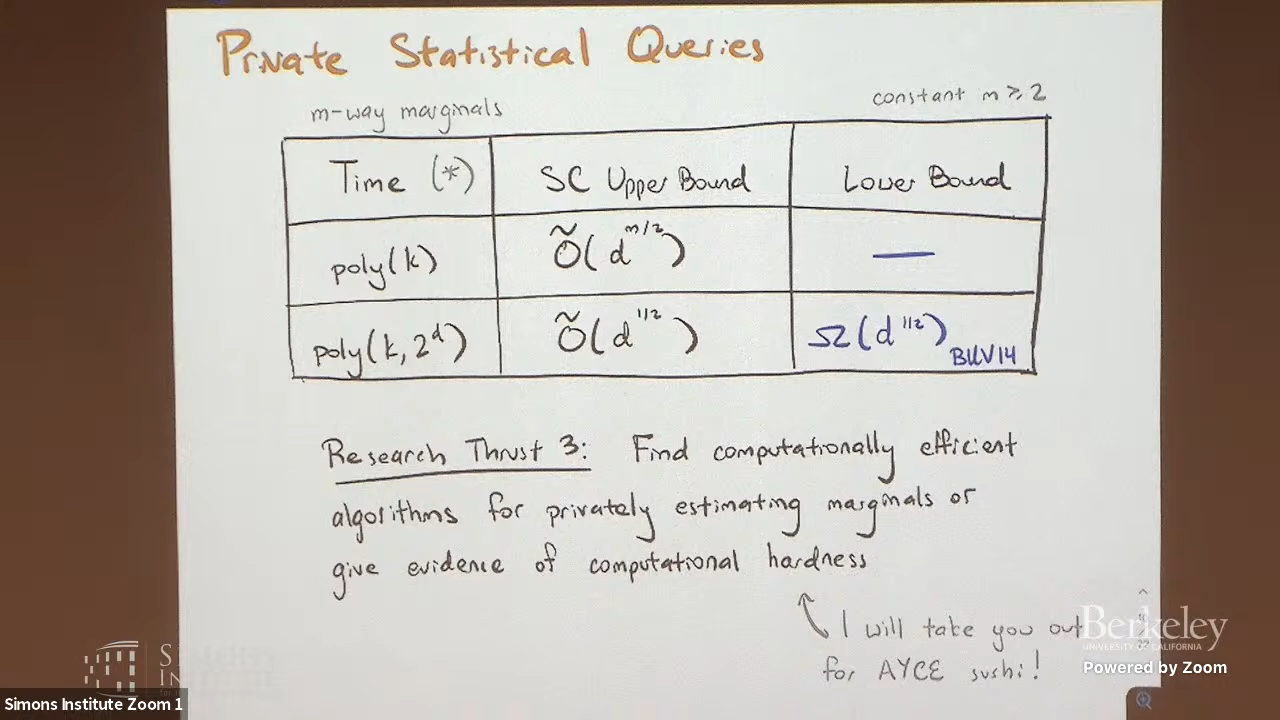 Private Statistical Queries
m-way marginals
constant m ≥ 2
Time (*) SC Upper Bound Lower Bound
poly(k) Õ(d^{m/2}) —
poly(k, 2^d) Õ(d^{1/2}) Ω(d^{1/2}) BUV14
Research Thrust 3: Find computationally efficient
algorithms for privately estimating marginals or
give evidence of computational hardness
I will take you out
for AYCE sushi!
Berkeley
UNIVERSITY OF CALIFORNIA
Powered by Zoom
Simons Institute Zoom 1